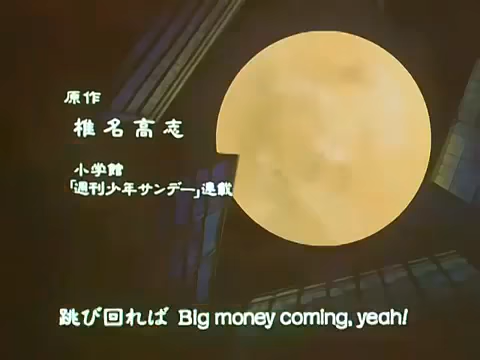 原作
椎名高志
小学館
「週刊少年サンデー」連載
跳び回れば Big money coming, yeah!